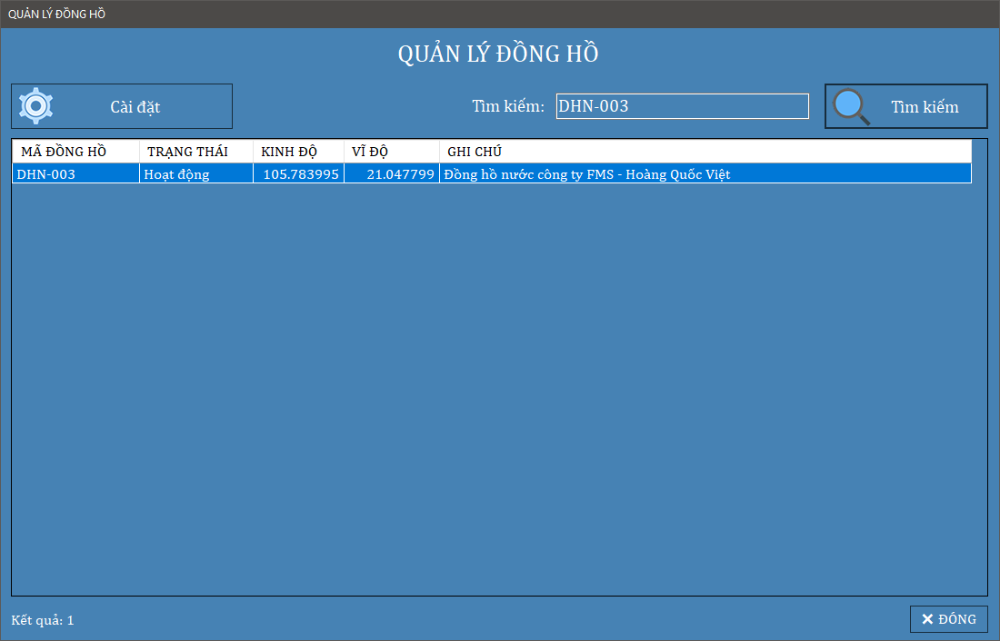 QUẢN LÝ ĐỒNG HỒ
QUẢN LÝ ĐỒNG HỒ
Cài đặt
Tìm kiếm: DHN-003
Tìm kiếm
MÃ ĐỒNG HỒ TRẠNG THÁI KINH ĐỘ VĨ ĐỘ GHI CHÚ
DHN-003 Hoạt động 105.783995 21.047799 Đồng hồ nước công ty FMS - Hoàng Quốc Việt
Kết quả: 1
ĐÓNG